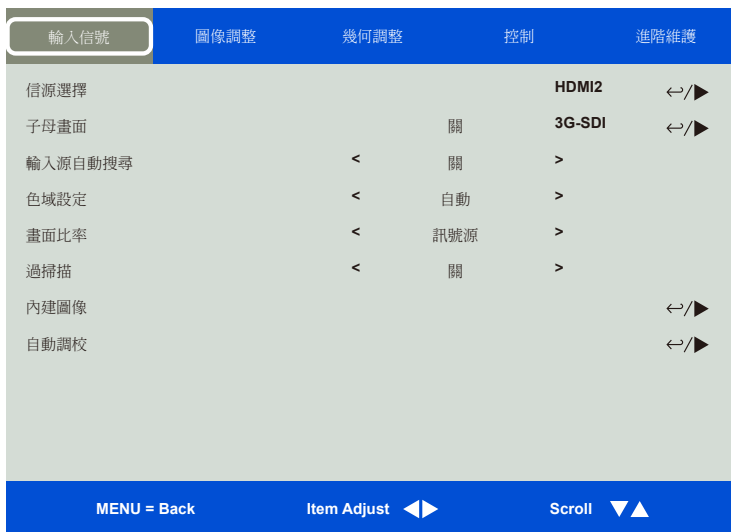 輸入信號 圖像調整 幾何調整 控制 進階維護
信源選擇 HDMI2 ↩/▶
子母畫面 關 3G-SDI ↩/▶
輸入源自動搜尋 < 關 >
色域設定 < 自動 >
畫面比率 < 訊號源 >
過掃描 < 關 >
內建圖像 ↩/▶
自動調校 ↩/▶
MENU = Back Item Adjust ◀▶ Scroll ▼▲